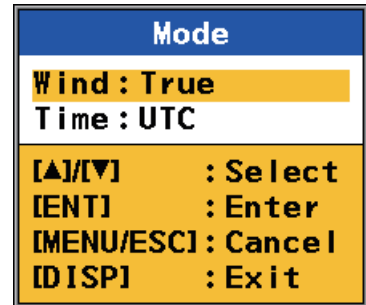 Mode
Wind:True
Time:UTC
[▲]/[▼] :Select
[ENT] :Enter
[MENU/ESC]:Cancel
[DISP] :Exit